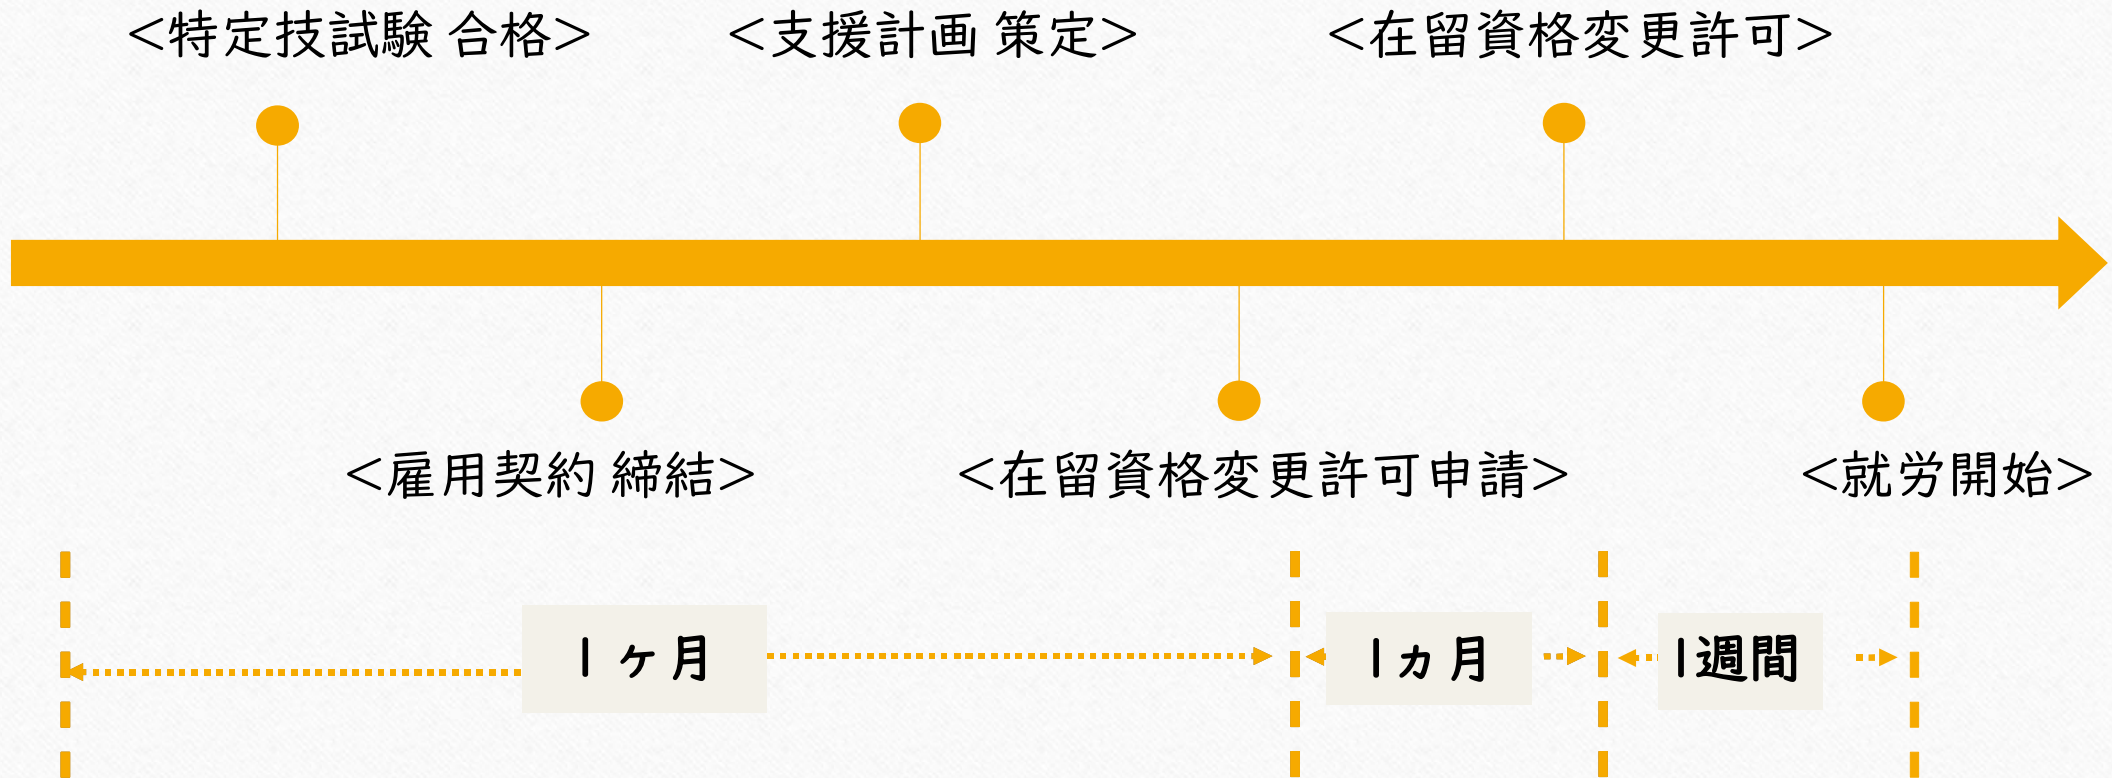 <特定技試験 合格>
<支援計画 策定>
<在留資格変更許可>
<雇用契約 締結>
<在留資格変更許可申請>
<就労開始>
1ヶ月
1ヵ月
1週間